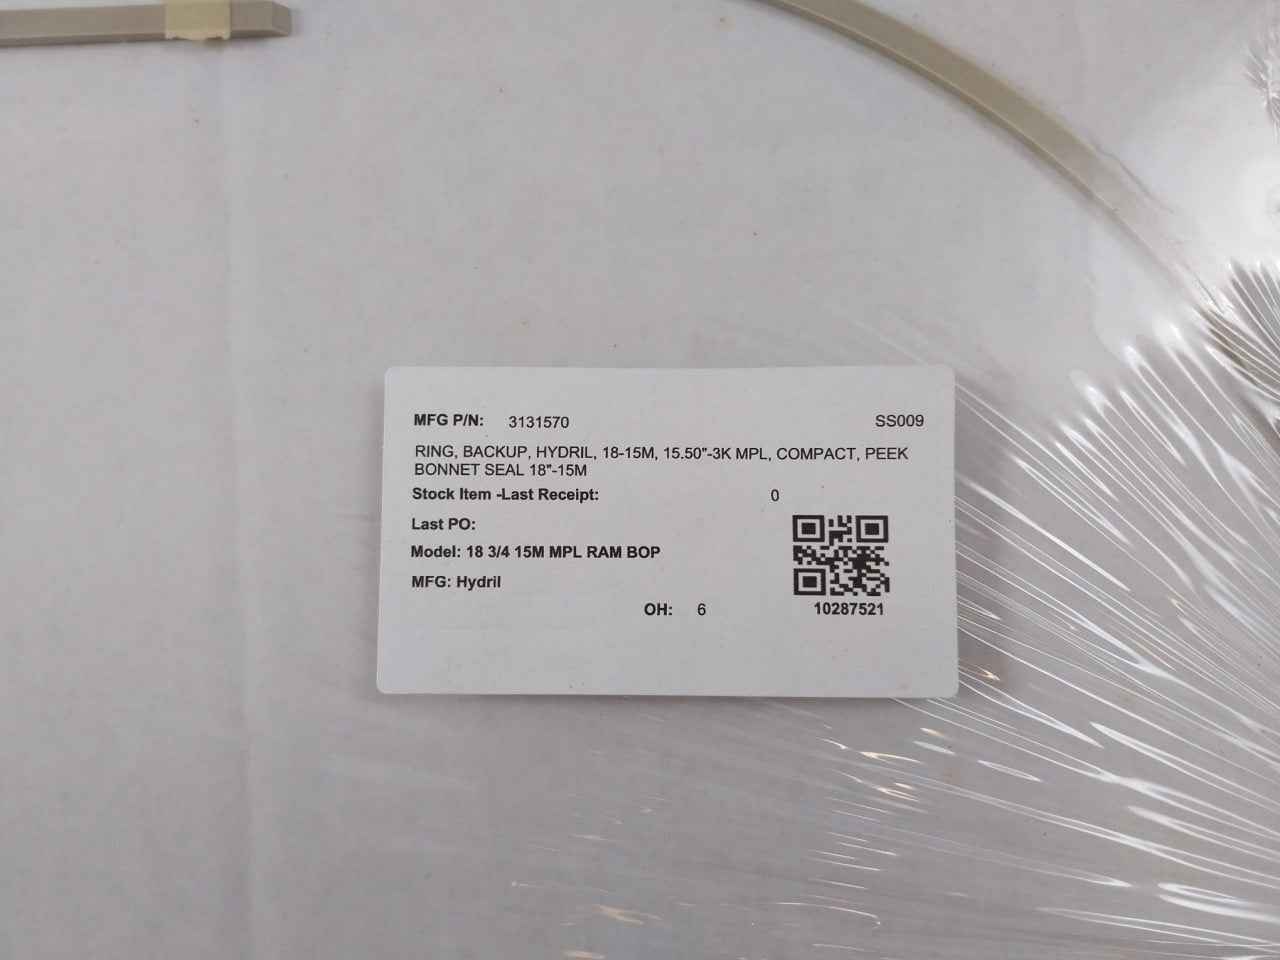 MFG P/N: 3131570 SS009
RING, BACKUP, HYDRIL, 18-15M, 15.50"-3K MPL, COMPACT, PEEK
BONNET SEAL 18"-15M
Stock Item -Last Receipt: 0
Last PO:
Model: 18 3/4 15M MPL RAM BOP
MFG: Hydril
OH: 6 10287521